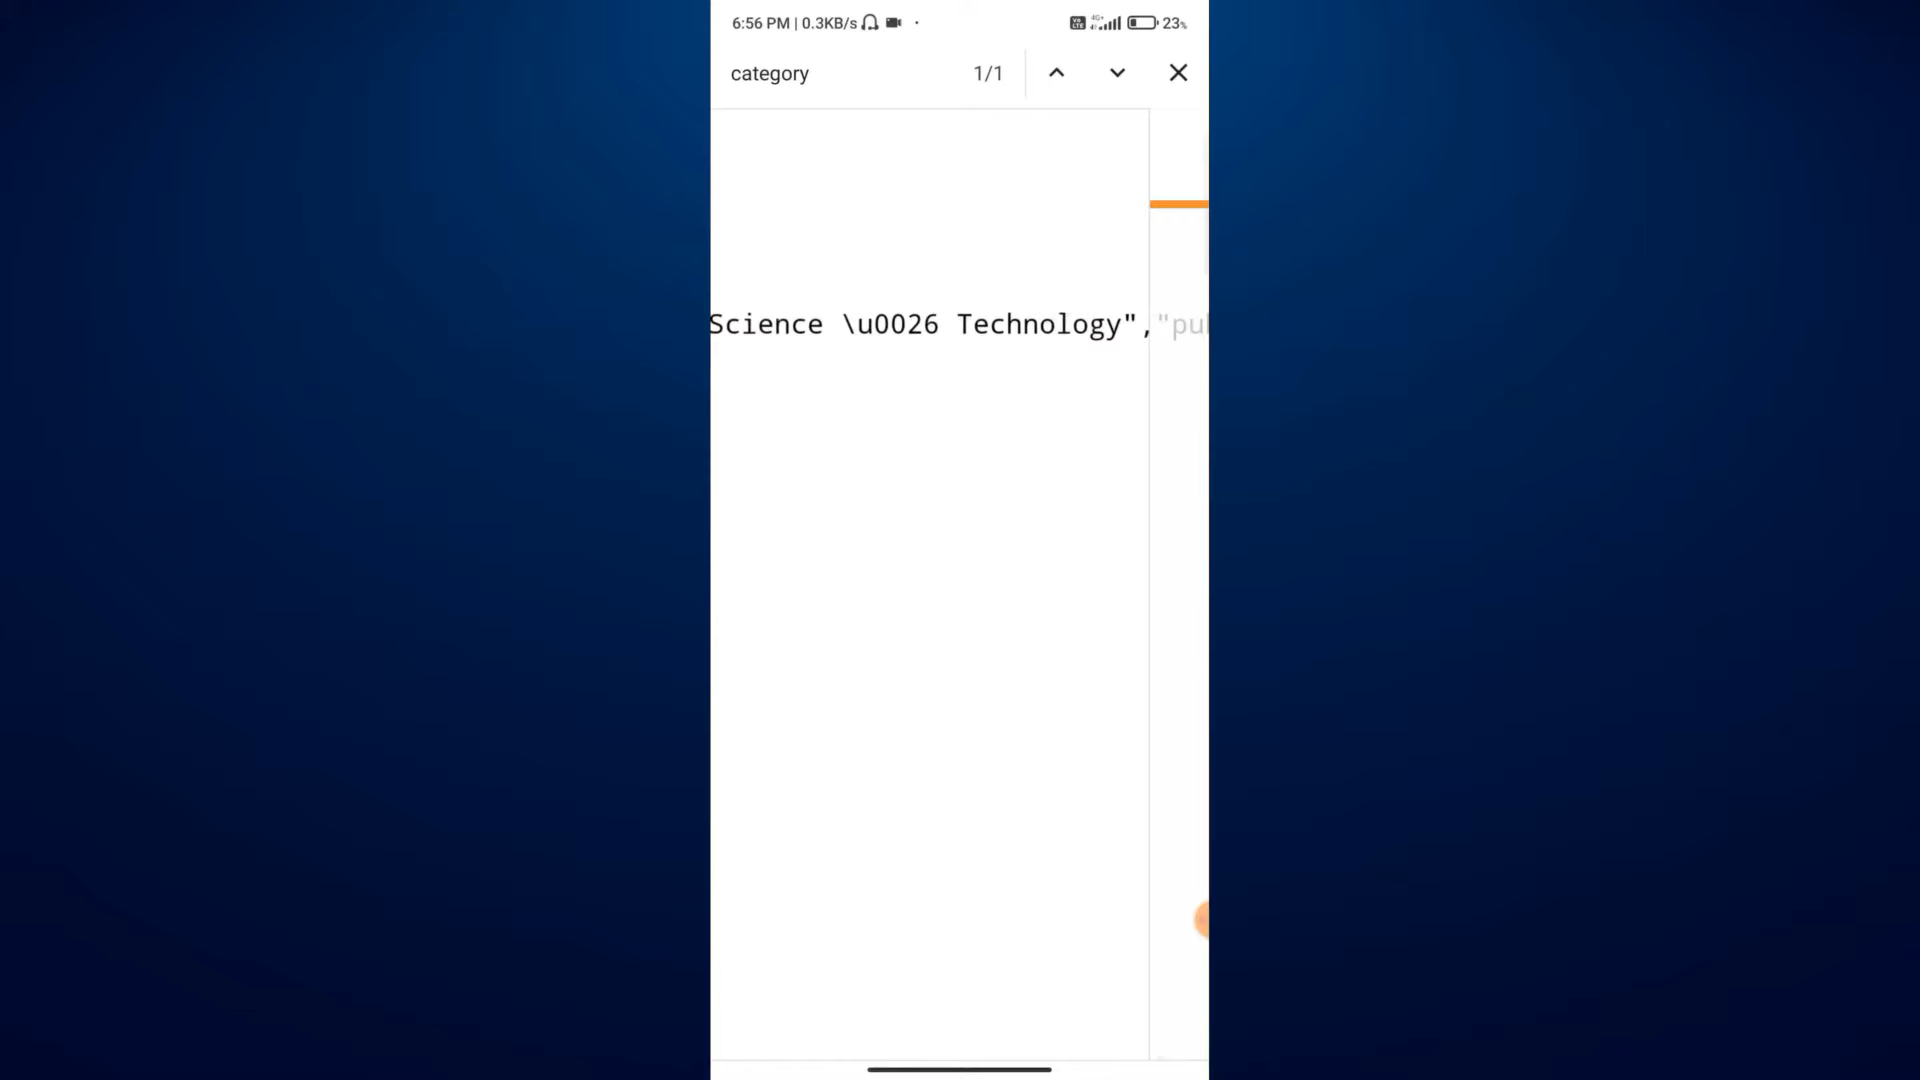 6:56 PM | 0.3KB/s 23%
category 1/1
Science \u0026 Technology","pu